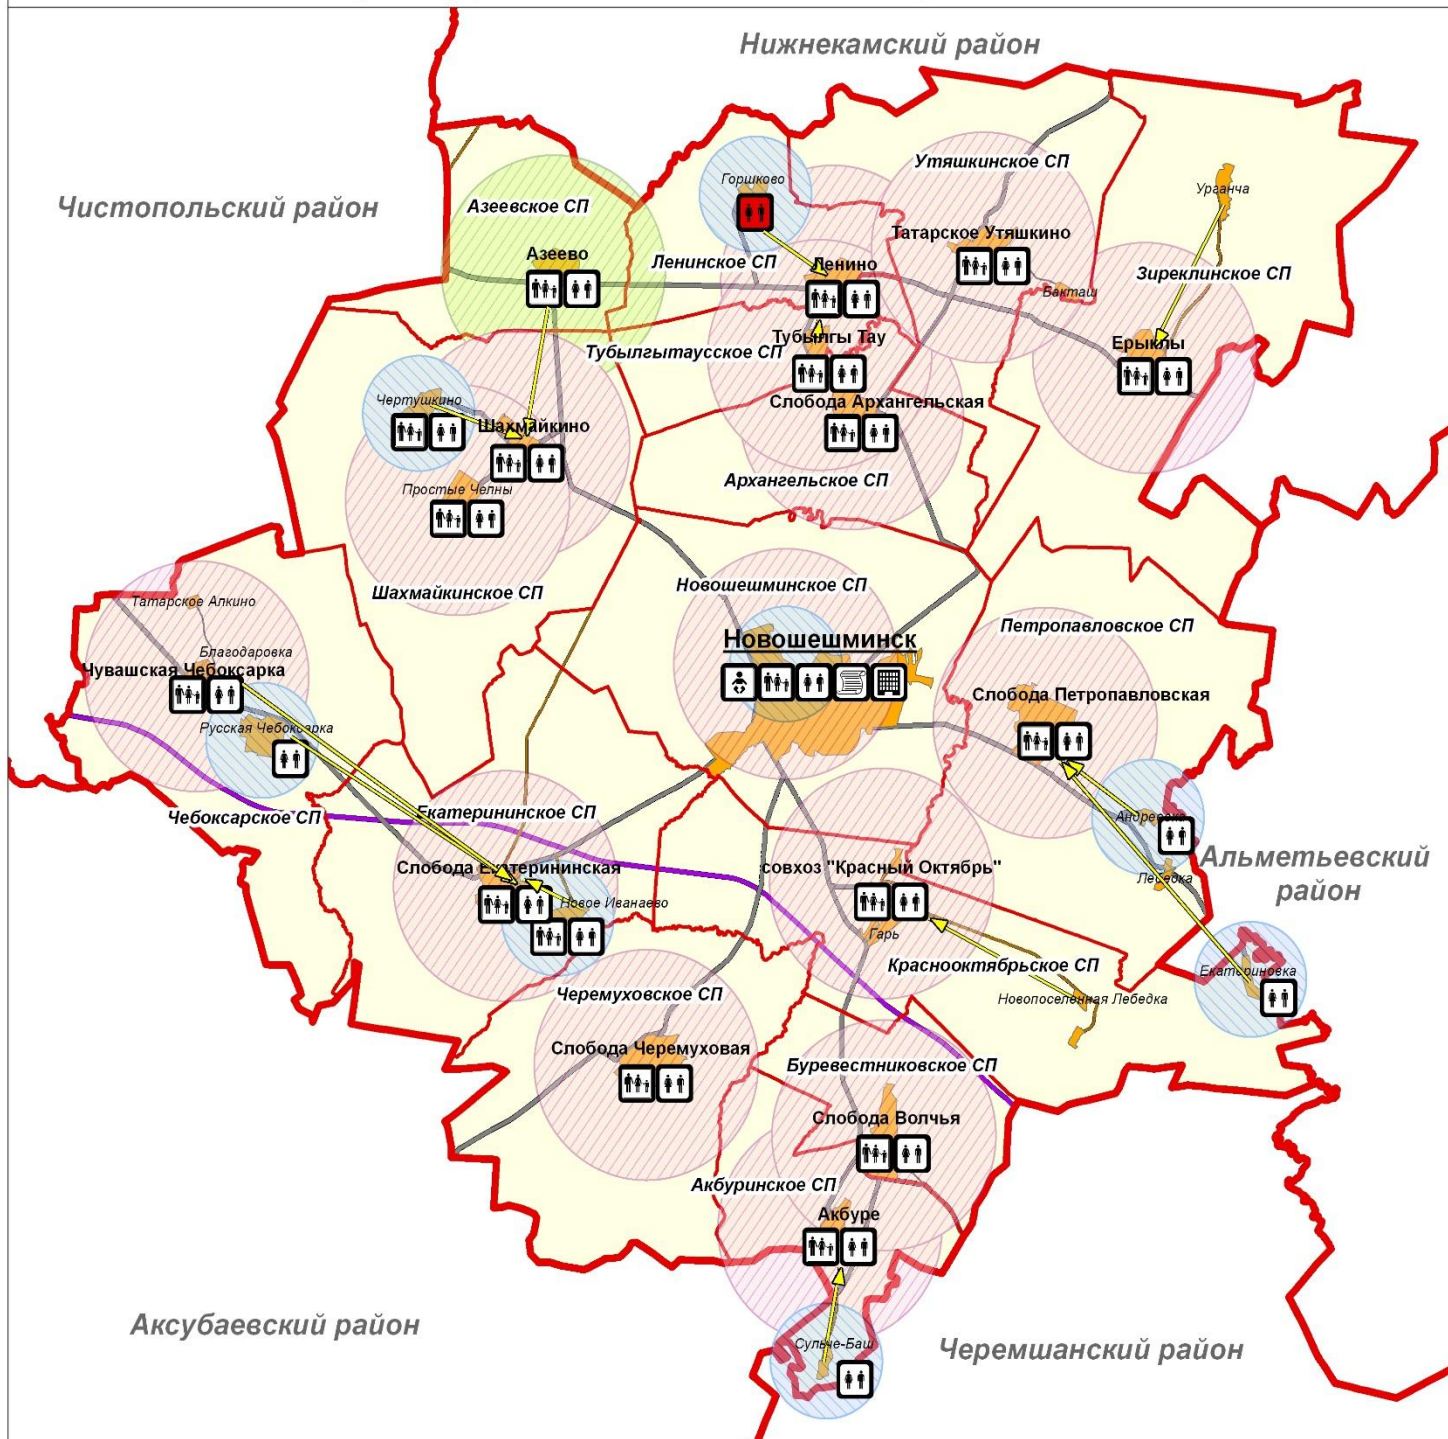 Нижнекамский район
Чистопольский район
Утяшкинское СП
Горшково
Урганча
Азеевское СП
Татарское Утяшкино
Азеево
Ленинское СП
Ленино
Зиреклинское СП
Бакташ
Тубылгы Тау
Ерыклы
Тубылгытаусское СП
Чертушкино
Слобода Архангельская
Шахмайкино
Архангельское СП
Простые Челны
Новошешминское СП
Шахмайкинское СП
Татарское Алкино
Петропавловское СП
Новошешминск
Благодаровка
Чувашская Чебоксарка
Слобода Петропавловская
Русская Чебоксарка
Екатерининское СП
Чебоксарское СП
Андреевка
Альметьевский
район
Слобода Екатерининская
совхоз "Красный Октябрь"
Лебедка
Новое Иванаево
Гарь
Краснооктябрьское СП
Екатериновка
Черемуховское СП
Новопоселенная Лебедка
Слобода Черемуховая
Буревестниковское СП
Слобода Волчья
Акбуринское СП
Акбуре
Аксубаевский район
Сульче-Баш
Черемшанский район